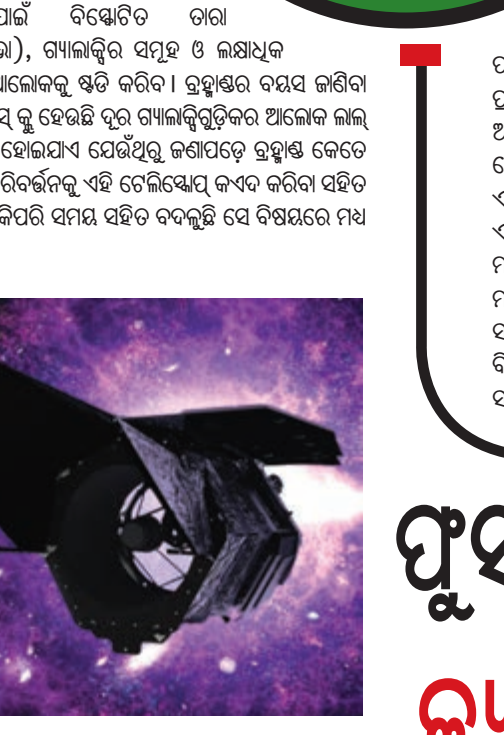 ପାଇଁ ବିସ୍ଫୋଟିତ ତାରା
ଭା), ଗ୍ୟାଲାକ୍ସିର ସମୂହ ଓ ଲକ୍ଷାଧିକ
ଆଲୋକକୁ ଷ୍ଟଡି କରିବ। ବ୍ରହ୍ମାଣ୍ଡର ବୟସ ଜାଣିବା
ସ୍ କ୍ଲୁ ହେଉଛି ଦୂର ଗ୍ୟାଲାକ୍ସିଗୁଡ଼ିକର ଆଲୋକ ଲାଲ୍
ହୋଇଯାଏ ଯେଉଁଥିରୁ ଜଣାପଡ଼େ ବ୍ରହ୍ମାଣ୍ଡ କେତେ
ରିବର୍ତ୍ତନକୁ ଏହି ଟେଲିସ୍କୋପ୍ କଏଦ କରିବା ସହିତ
କିପରି ସମୟ ସହିତ ବଦଳୁଛି ସେ ବିଷୟରେ ମଧ୍ୟ
ଫୁସ